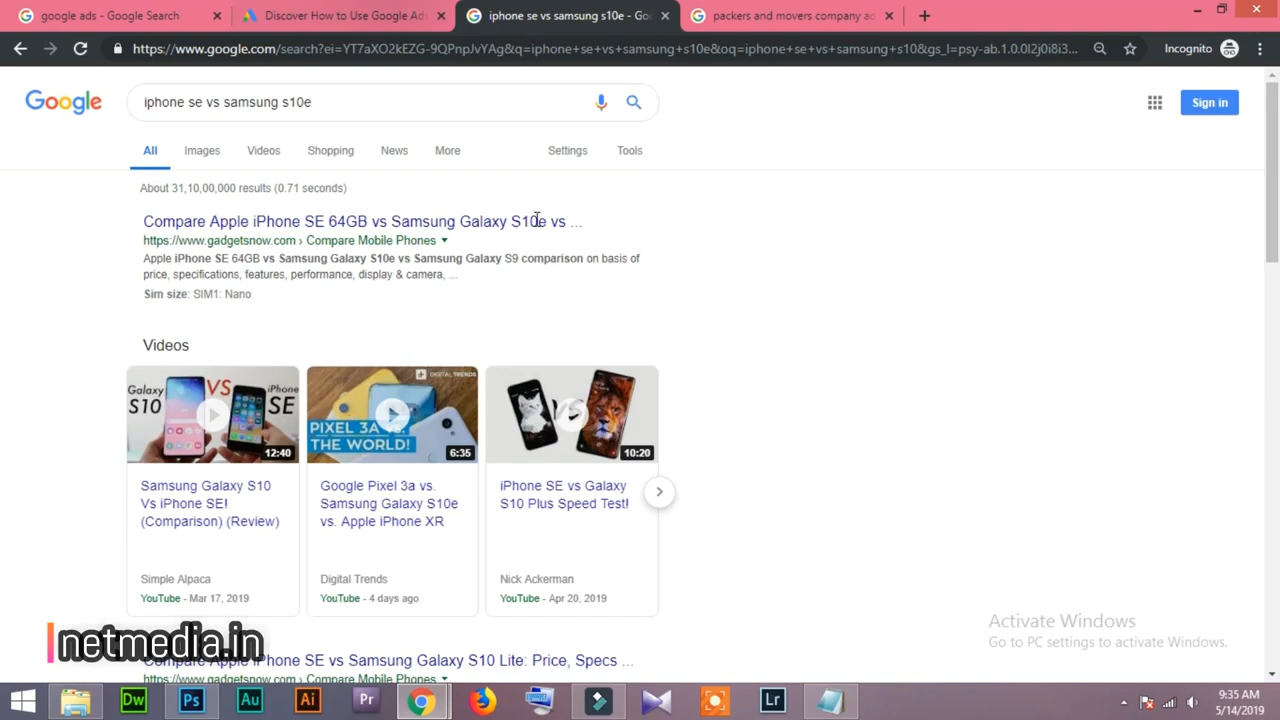 google ads - Google Search
Discover How to Use Google Ads
iphone se vs samsung s10e - Goo
packers and movers company ad
https://www.google.com/search?ei=YT7aXO2kEZG-9QPnpJvYAg&q=iphone+se+vs+samsung+s10e&oq=iphone+se+vs+samsung+s10&gs_l=psy-ab.1.0.0l2j0i8i3...
Incognito
Google
iphone se vs samsung s10e
Sign in
All Images Videos Shopping News More Settings Tools
About 31,10,00,000 results (0.71 seconds)
Compare Apple iPhone SE 64GB vs Samsung Galaxy S10e vs ...
https://www.gadgetsnow.com › Compare Mobile Phones
Apple iPhone SE 64GB vs Samsung Galaxy S10e vs Samsung Galaxy S9 comparison on basis of
price, specifications, features, performance, display & camera, ...
Sim size: SIM1: Nano
Videos
Galaxy S10 VS iPhone SE
12:40
DIGITAL TRENDS
PIXEL 3A VS.
THE WORLD!
6:35
10:20
Samsung Galaxy S10
Vs iPhone SE!
(Comparison) (Review)
Simple Alpaca
YouTube - Mar 17, 2019
Google Pixel 3a vs.
Samsung Galaxy S10e
vs. Apple iPhone XR
Digital Trends
YouTube - 4 days ago
iPhone SE vs Galaxy
S10 Plus Speed Test!
Nick Ackerman
YouTube - Apr 20, 2019
Activate Windows
Go to PC settings to activate Windows.
netmedia.in
Compare Apple iPhone SE vs Samsung Galaxy S10 Lite: Price, Specs ...
https://www.gadgetsnow.com › Compare Mobile Phones
Dw Ps Au Ai Pr Lr
9:35 AM
5/14/2019